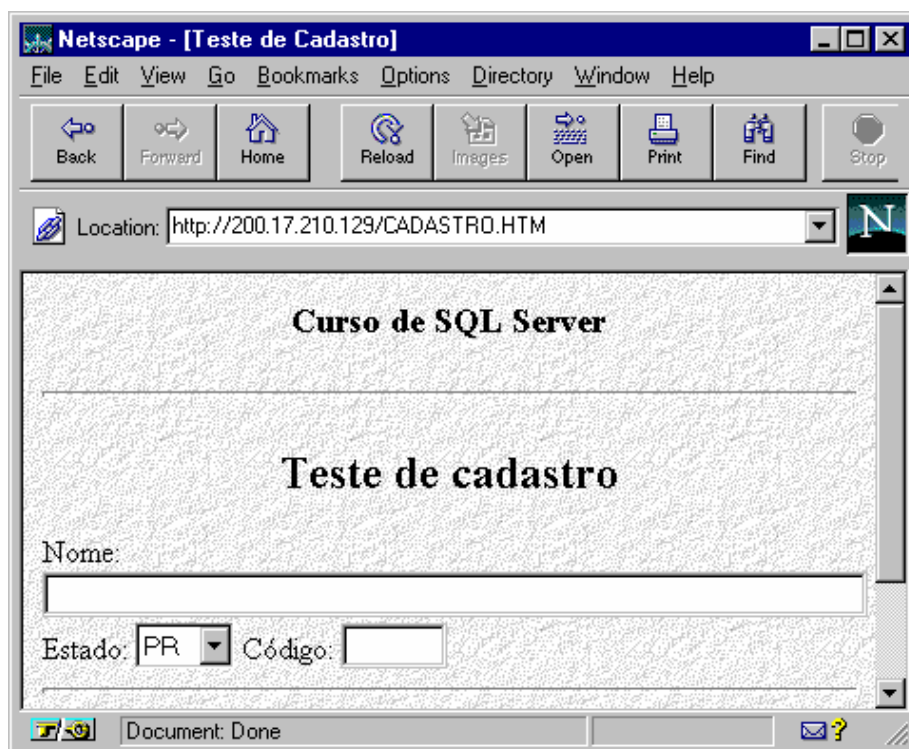 Netscape - [Teste de Cadastro]
File Edit View Go Bookmarks Options Directory Window Help
Back Forward Home Reload Images Open Print Find Stop
Location: http://200.17.210.129/CADASTRO.HTM N
Curso de SQL Server
Teste de cadastro
Nome:
Estado: PR Código:
Document: Done